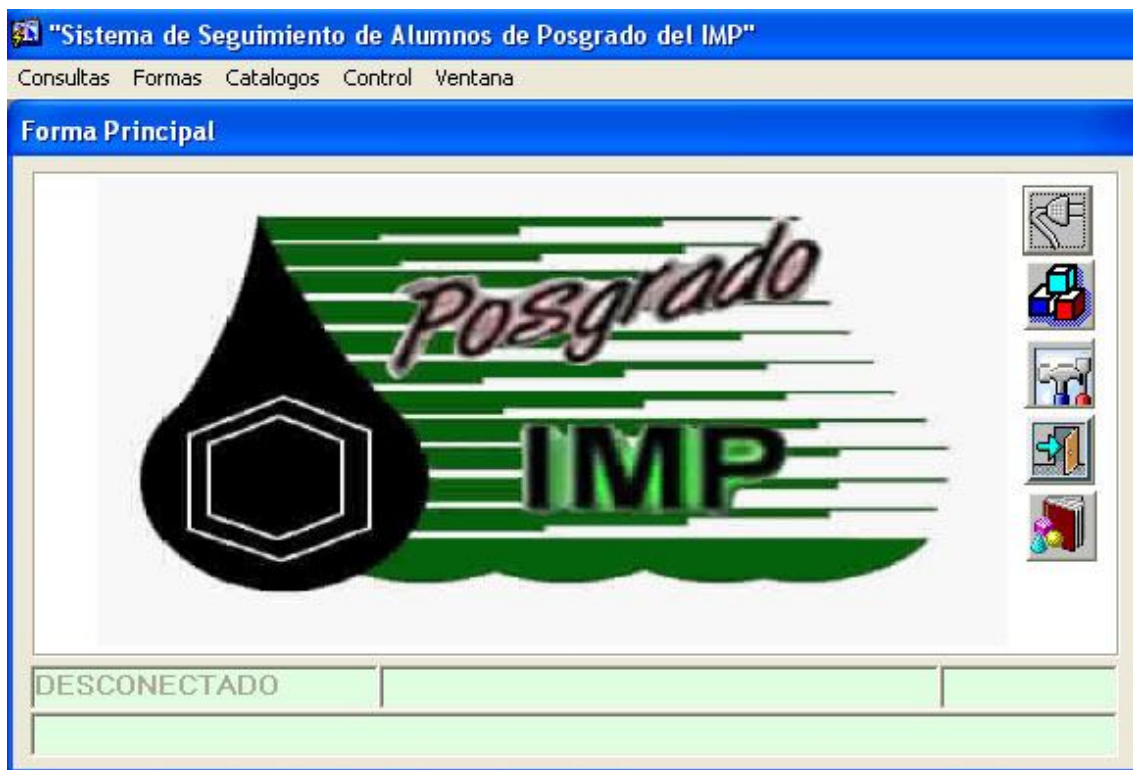 "Sistema de Seguimiento de Alumnos de Posgrado del IMP"
Consultas Formas Catalogos Control Ventana
Forma Principal
Posgrado
IMP
DESCONECTADO